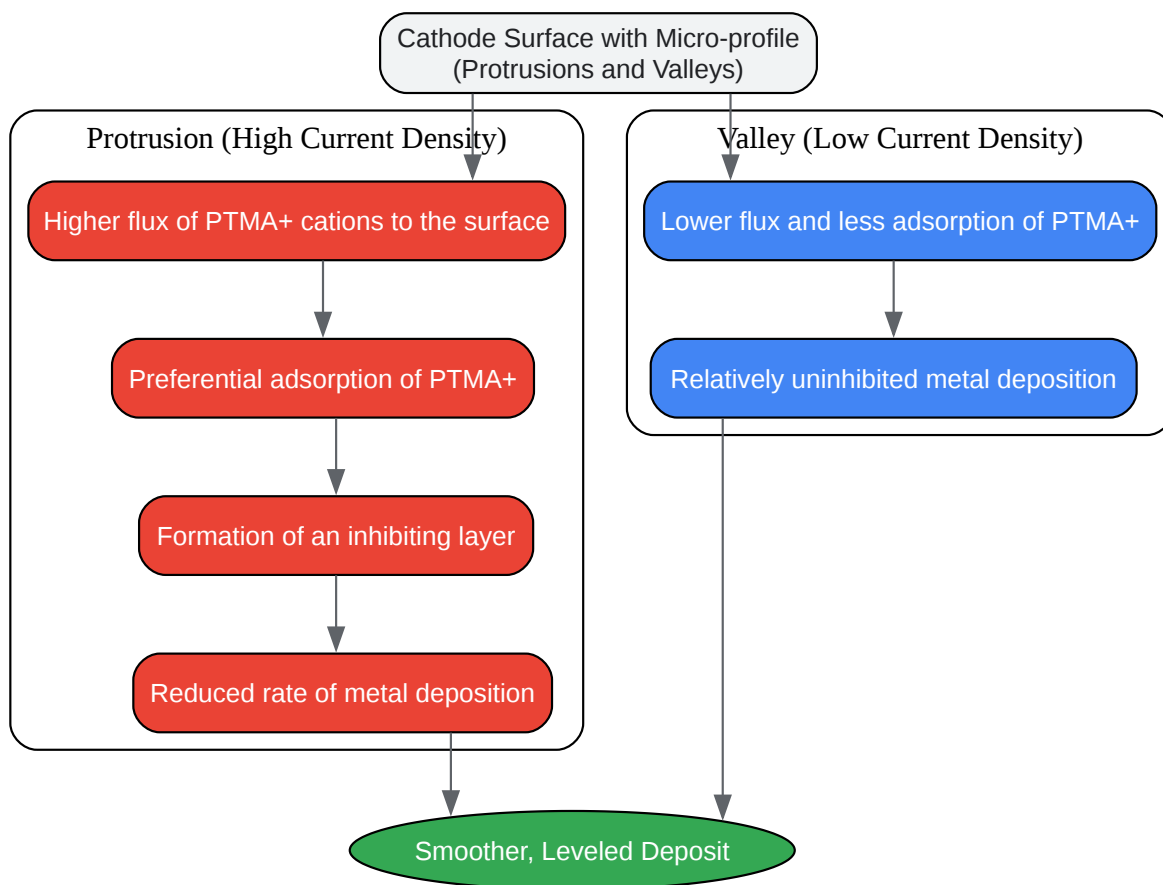 Cathode Surface with Micro-profile
(Protrusions and Valleys)
Protrusion (High Current Density)
Higher flux of PTMA+ cations to the surface
Preferential adsorption of PTMA+
Formation of an inhibiting layer
Reduced rate of metal deposition
Valley (Low Current Density)
Lower flux and less adsorption of PTMA+
Relatively uninhibited metal deposition
Smoother, Leveled Deposit